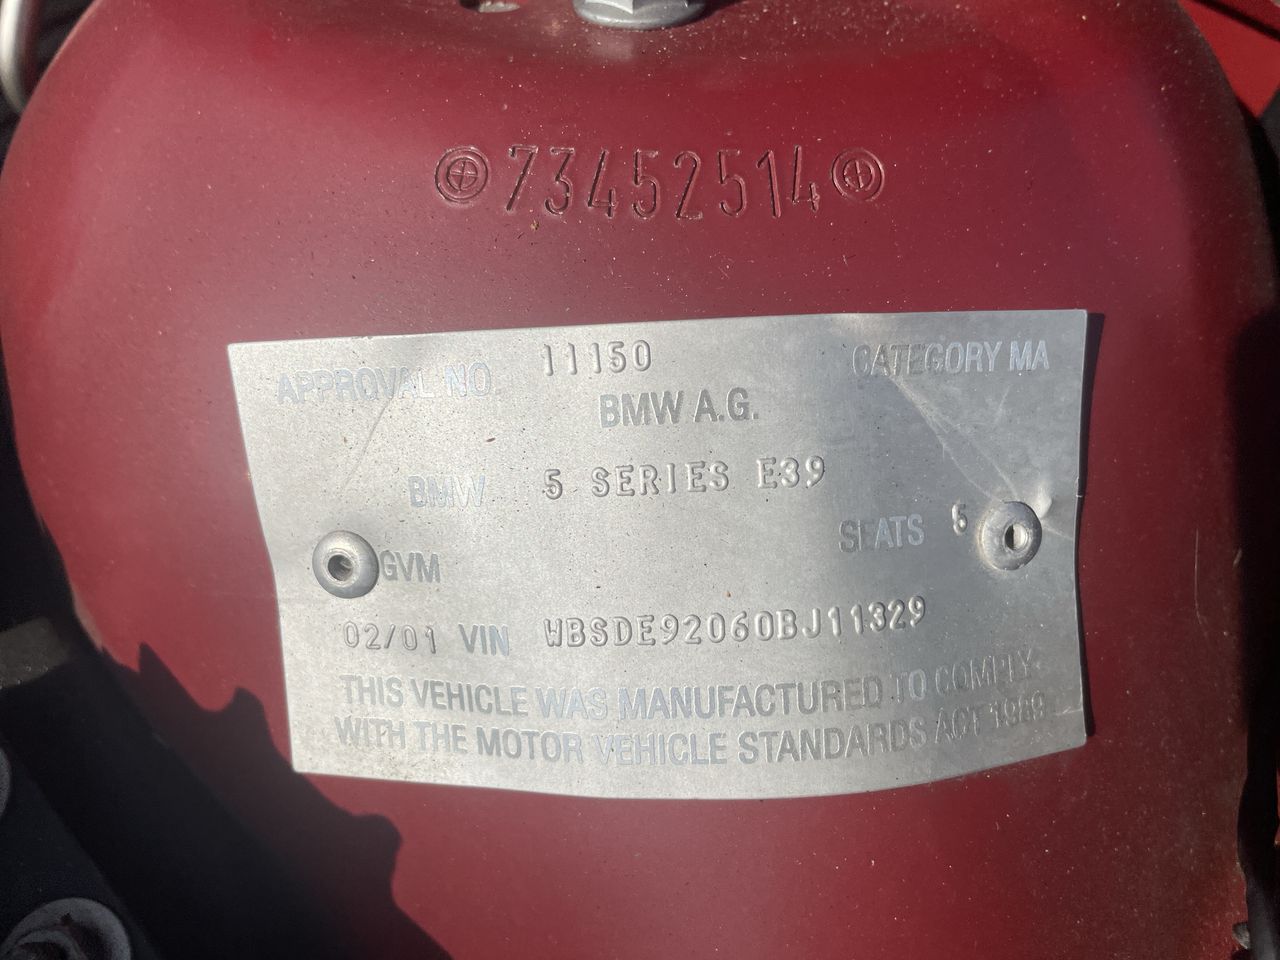 73452514
APPROVAL NO. 11150 CATEGORY MA
BMW A.G.
BMW 5 SERIES E39
SEATS 5
GVM
02/01 VIN WBSDE92060BJ11329
THIS VEHICLE WAS MANUFACTURED TO COMPLY
WITH THE MOTOR VEHICLE STANDARDS ACT 1989